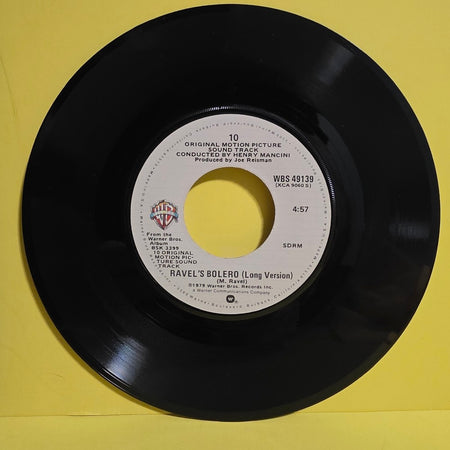 10
ORIGINAL MOTION PICTURE
SOUND TRACK
CONDUCTED BY HENRY MANCINI
Produced by Joe Reisman
WBS 49139
(XCA 9060 S)
4:57
SDRM
From the
Warner Bros.
Album
BSK 3399
10 ORIGINAL
MOTION PIC-
TURE SOUND
TRACK
RAVEL'S BOLERO (Long Version)
(M. Ravel)
©1979 Warner Bros. Records Inc.
a Warner Communications Company